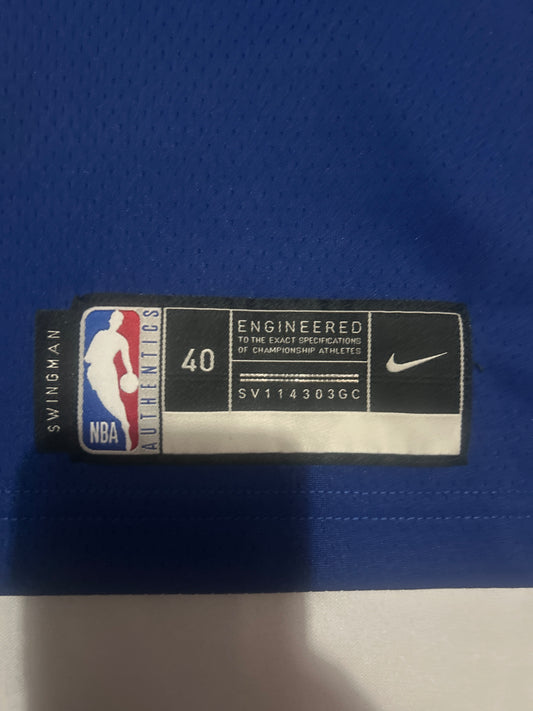 SWINGMAN
NBA
AUTHENTICS
40
ENGINEERED
TO THE EXACT SPECIFICATIONS
OF CHAMPIONSHIP ATHLETES
SV114303GC